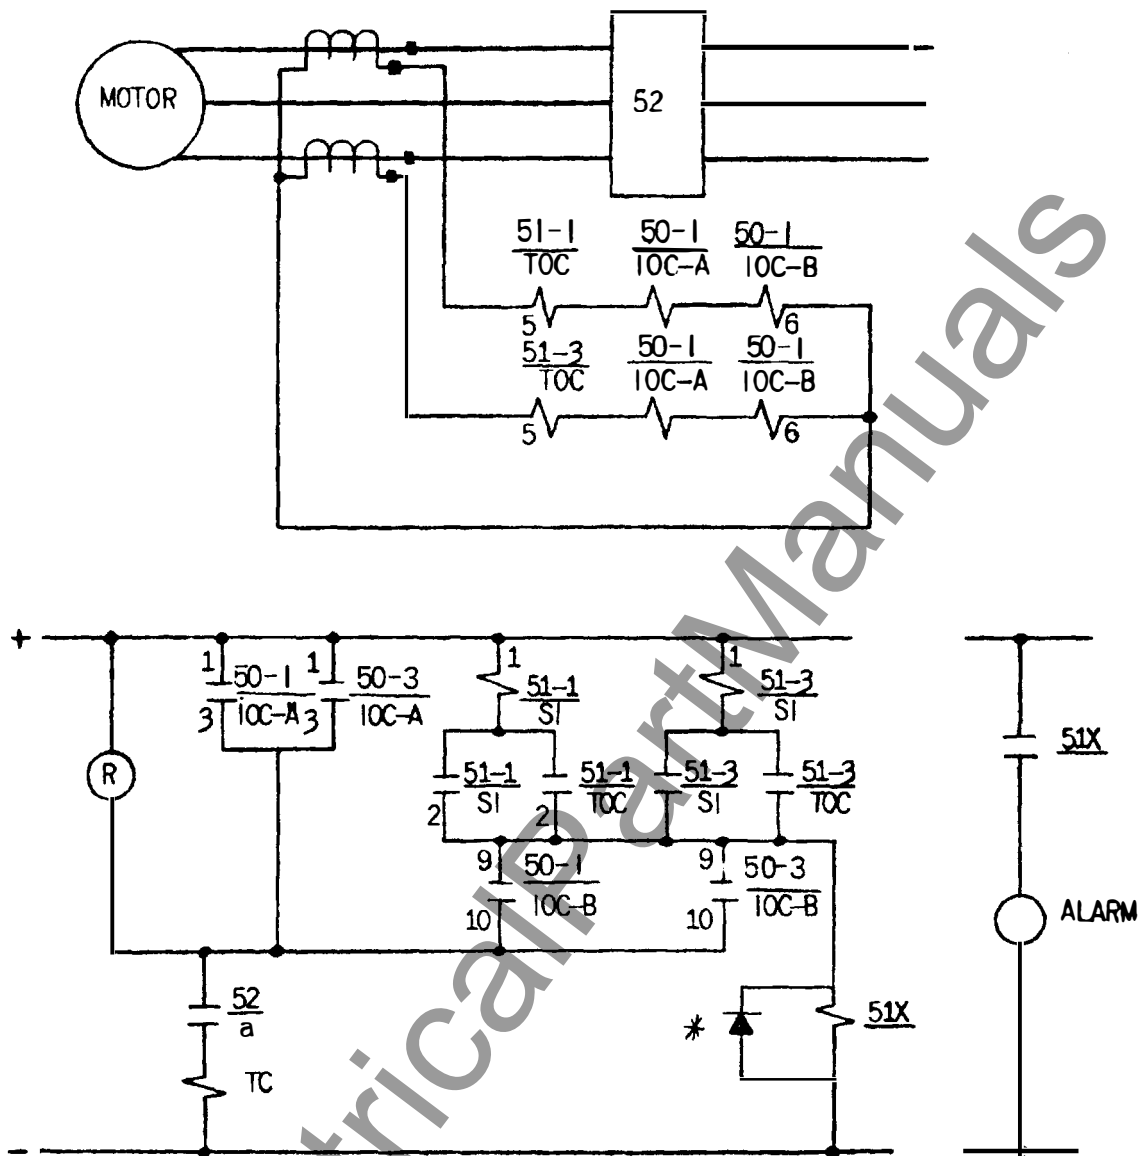 MOTOR
52
51-1
TOC
50-1
IOC-A
50-1
IOC-B
5
6
51-3
TOC
50-1
IOC-A
50-1
IOC-B
5
6
+
1
50-1
IOC-A
3
1
50-3
IOC-A
3
1
51-1
SI
1
51-3
SI
R
51-1
SI
2
51-1
TOC
2
51-3
SI
51-3
TOC
51X
9
50-1
IOC-B
10
9
50-3
IOC-B
10
ALARM
52
a
TC
*
51X
-
tricalPartManuals